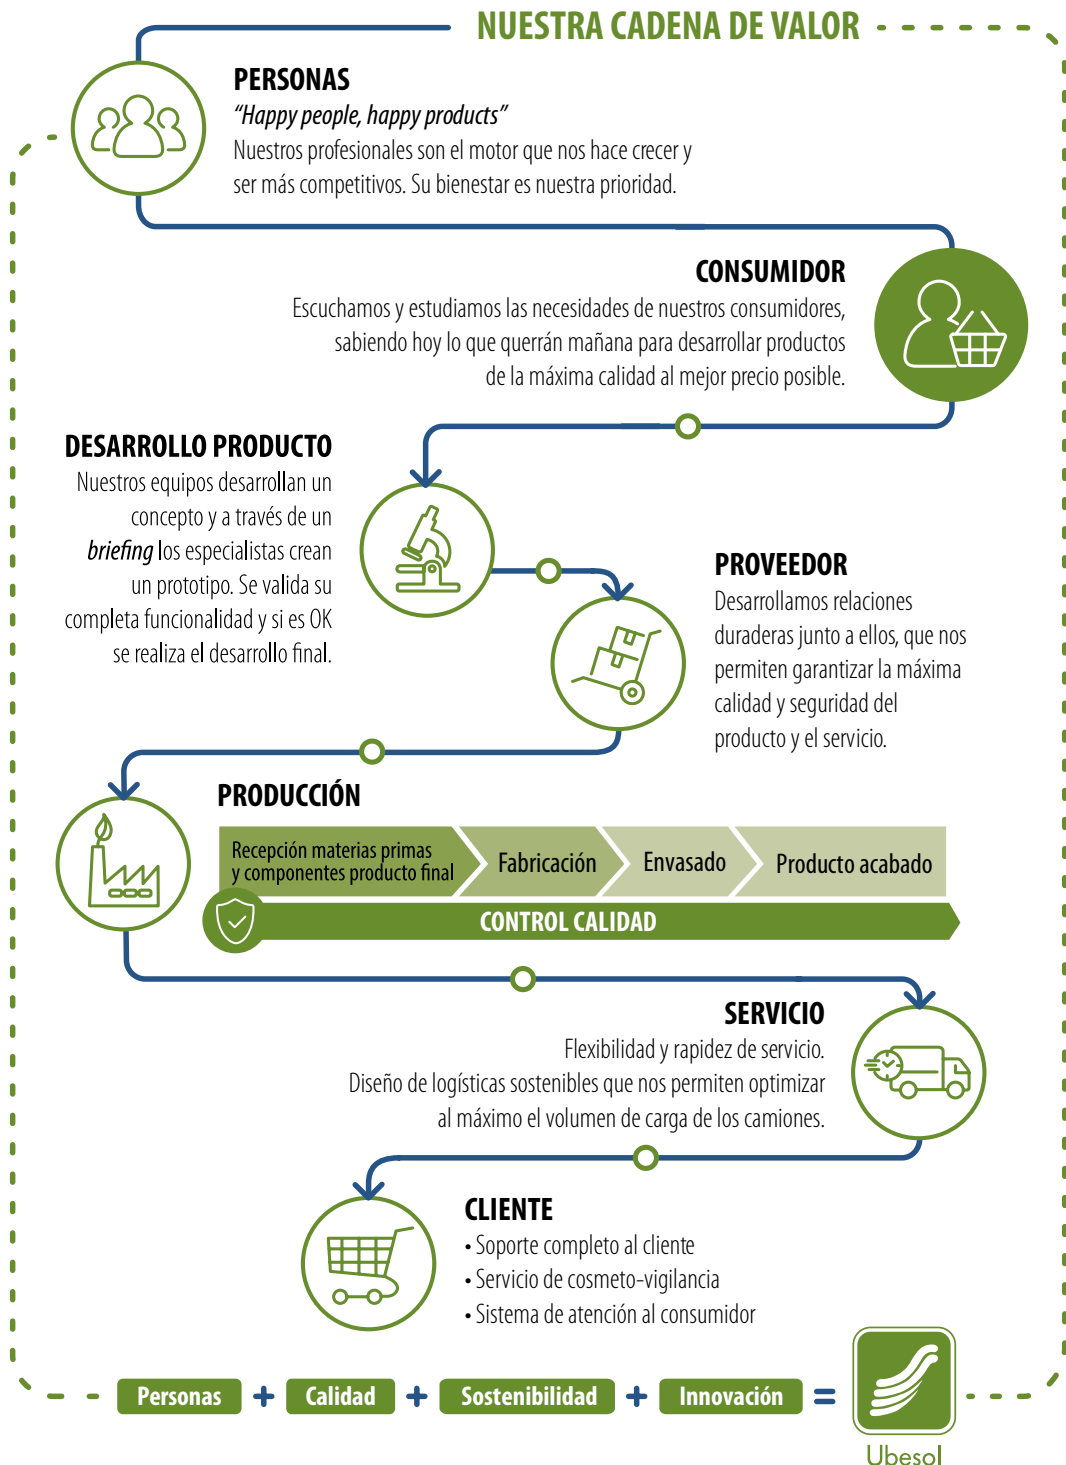 NUESTRA CADENA DE VALOR
PERSONAS
“Happy people, happy products”
Nuestros profesionales son el motor que nos hace crecer y
ser más competitivos. Su bienestar es nuestra prioridad.
CONSUMIDOR
Escuchamos y estudiamos las necesidades de nuestros consumidores,
sabiendo hoy lo que querrán mañana para desarrollar productos
de la máxima calidad al mejor precio posible.
DESARROLLO PRODUCTO
Nuestros equipos desarrollan un
concepto y a través de un
briefing los especialistas crean
un prototipo. Se valida su
completa funcionalidad y si es OK
se realiza el desarrollo final.
PROVEEDOR
Desarrollamos relaciones
duraderas junto a ellos, que nos
permiten garantizar la máxima
calidad y seguridad del
producto y el servicio.
PRODUCCIÓN
Recepción materias primas
y componentes producto final
Fabricación
Envasado
Producto acabado
CONTROL CALIDAD
SERVICIO
Flexibilidad y rapidez de servicio.
Diseño de logísticas sostenibles que nos permiten optimizar
al máximo el volumen de carga de los camiones.
CLIENTE
• Soporte completo al cliente
• Servicio de cosmeto-vigilancia
• Sistema de atención al consumidor
Personas + Calidad + Sostenibilidad + Innovación =
Ubesol